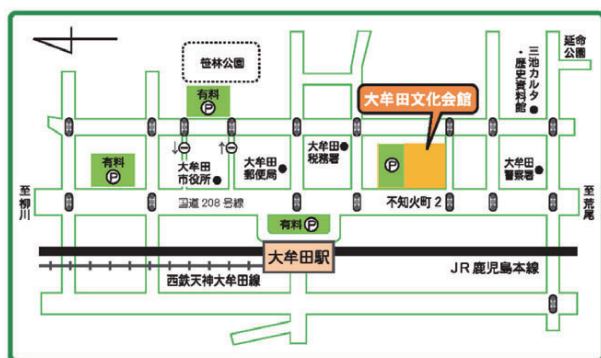 延命
公園
三池カルタ
・歴史資料館
笹林公園
有料
P
大牟田文化会館
有料
P
大牟田
市役所
大牟田
郵便局
大牟田
税務署
P
大牟田
警察署
至柳川
国道208号線
不知火町2
至荒尾
有料 P
大牟田駅
西鉄天神大牟田線
JR鹿児島本線